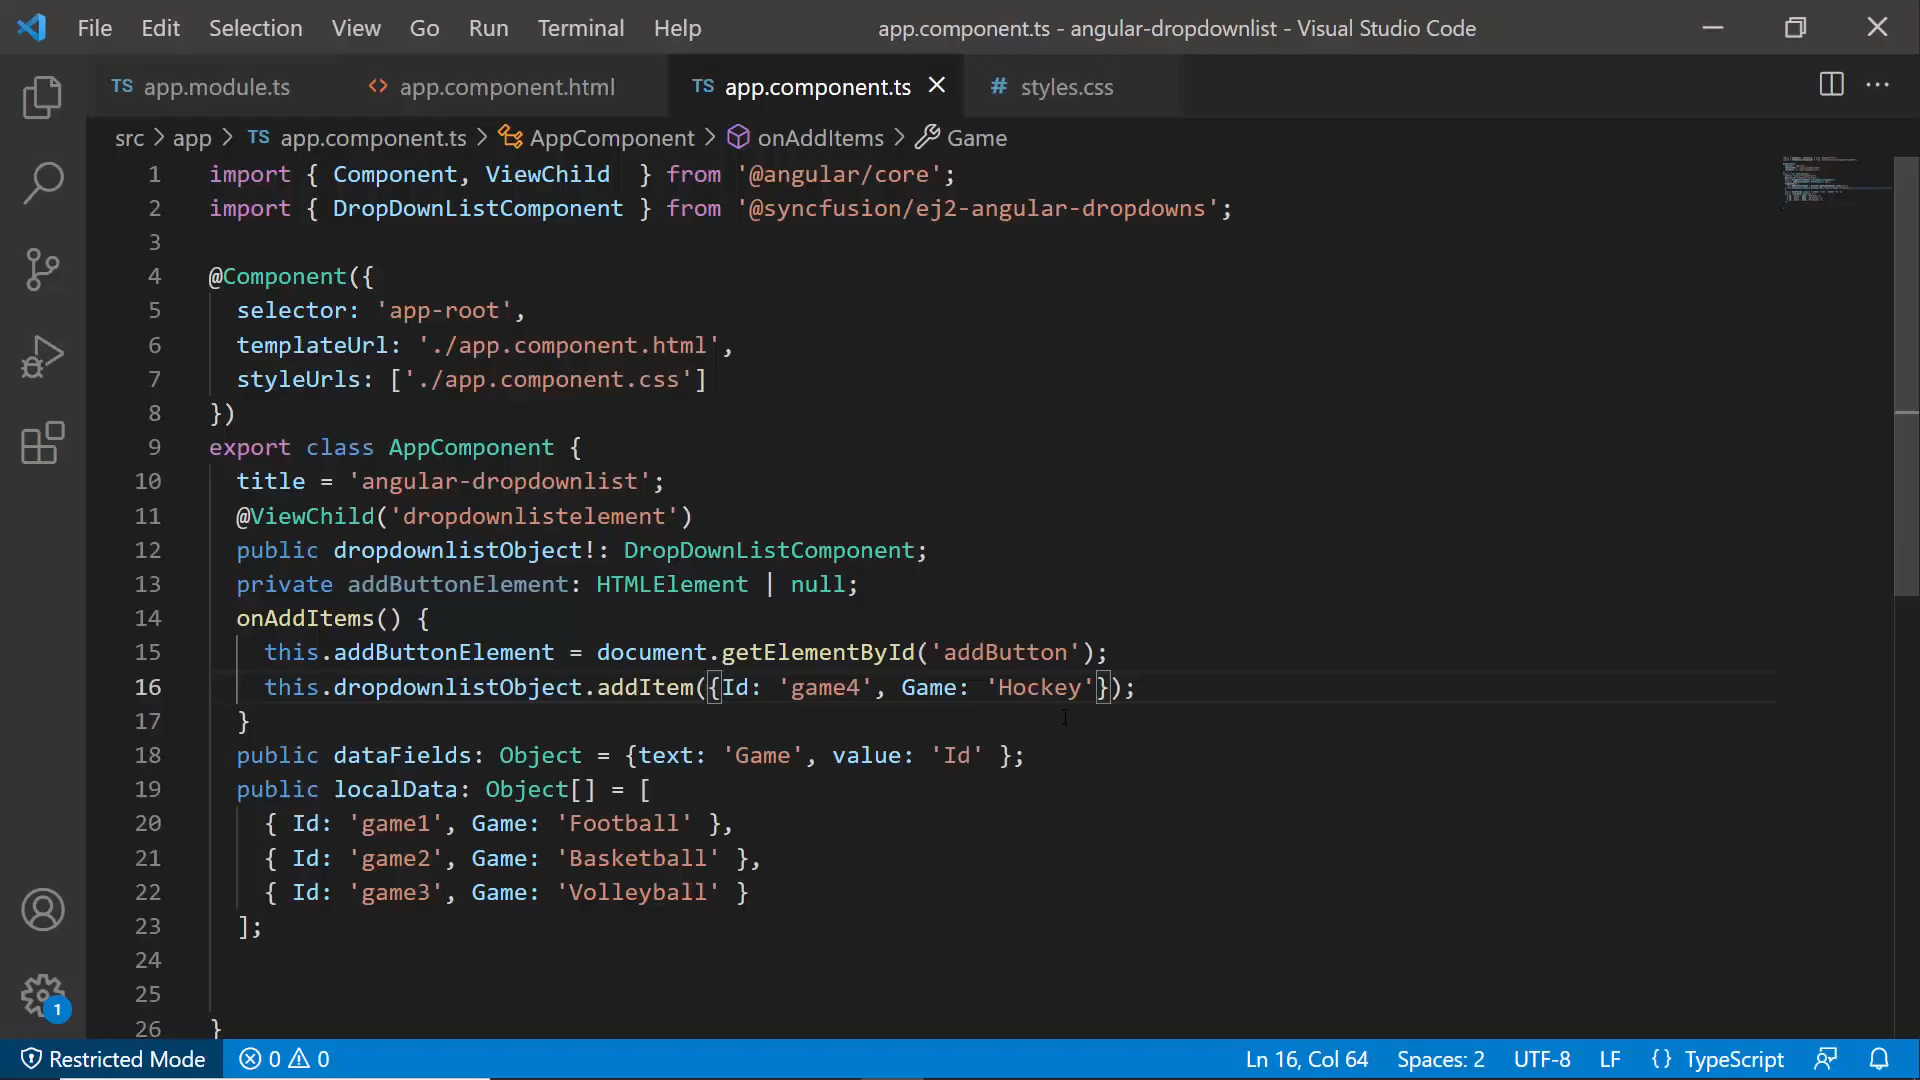 File Edit Selection View Go Run Terminal Help app.component.ts - angular-dropdownlist - Visual Studio Code
TS app.module.ts <> app.component.html TS app.component.ts # styles.css
src > app > TS app.component.ts > AppComponent > onAddItems > Game
1 import { Component, ViewChild  } from '@angular/core';
2 import { DropDownListComponent } from '@syncfusion/ej2-angular-dropdowns';
3
4 @Component({
5   selector: 'app-root',
6   templateUrl: './app.component.html',
7   styleUrls: ['./app.component.css']
8 })
9 export class AppComponent {
10   title = 'angular-dropdownlist';
11   @ViewChild('dropdownlistelement')
12   public dropdownlistObject!: DropDownListComponent;
13   private addButtonElement: HTMLElement | null;
14   onAddItems() {
15     this.addButtonElement = document.getElementById('addButton');
16     this.dropdownlistObject.addItem({Id: 'game4', Game: 'Hockey'});
17   }
18   public dataFields: Object = {text: 'Game', value: 'Id' };
19   public localData: Object[] = [
20     { Id: 'game1', Game: 'Football' },
21     { Id: 'game2', Game: 'Basketball' },
22     { Id: 'game3', Game: 'Volleyball' }
23   ];
24
25
26 }
1
Restricted Mode 0 0 Ln 16, Col 64 Spaces: 2 UTF-8 LF {} TypeScript